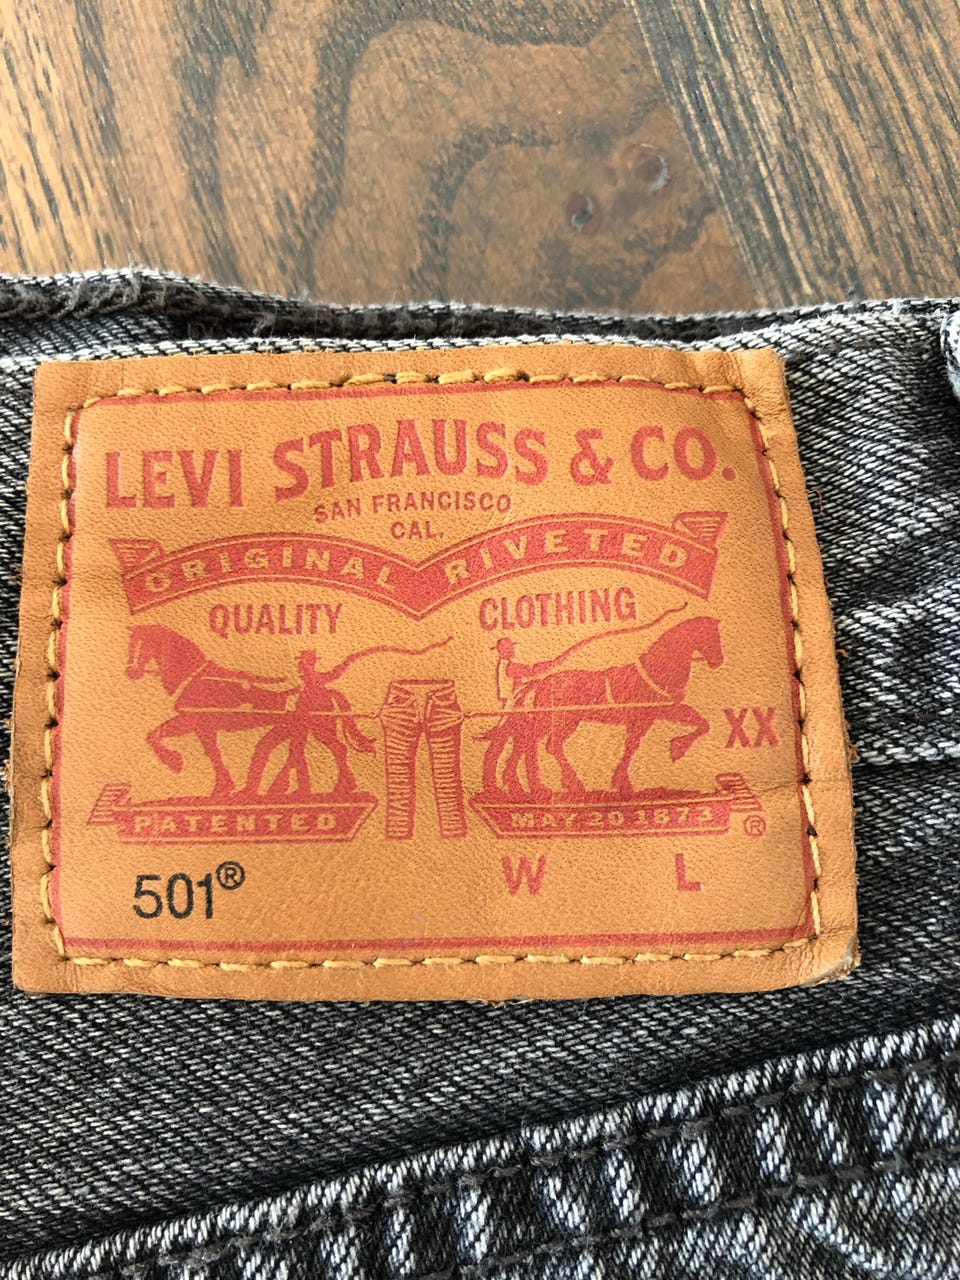 LEVI STRAUSS & CO.
SAN FRANCISCO
CAL.
ORIGINAL RIVETED
QUALITY CLOTHING
XX
PATENTED MAY 20 1873 ®
501® W L